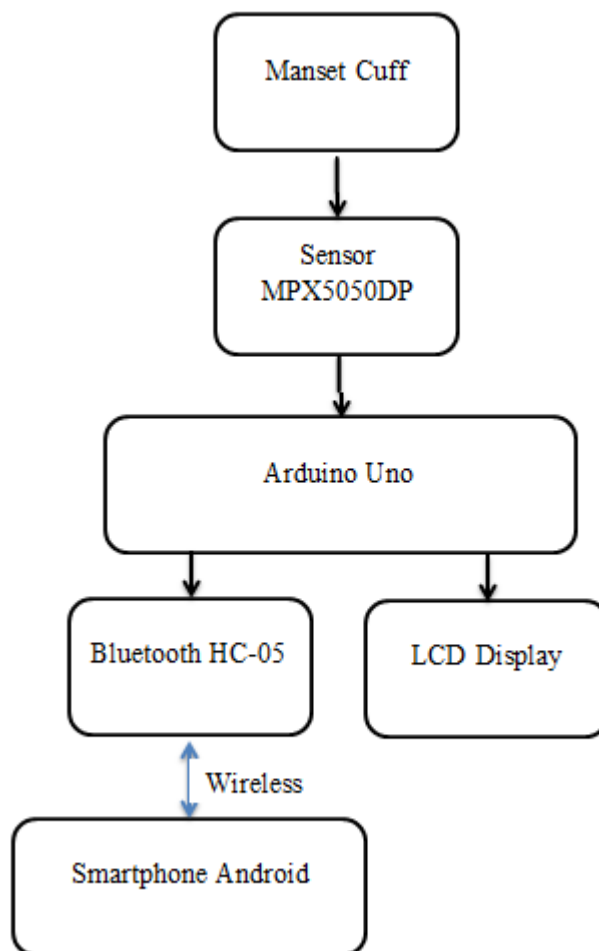 Manset Cuff
Sensor
MPX5050DP
Arduino Uno
Bluetooth HC-05
LCD Display
Wireless
Smartphone Android